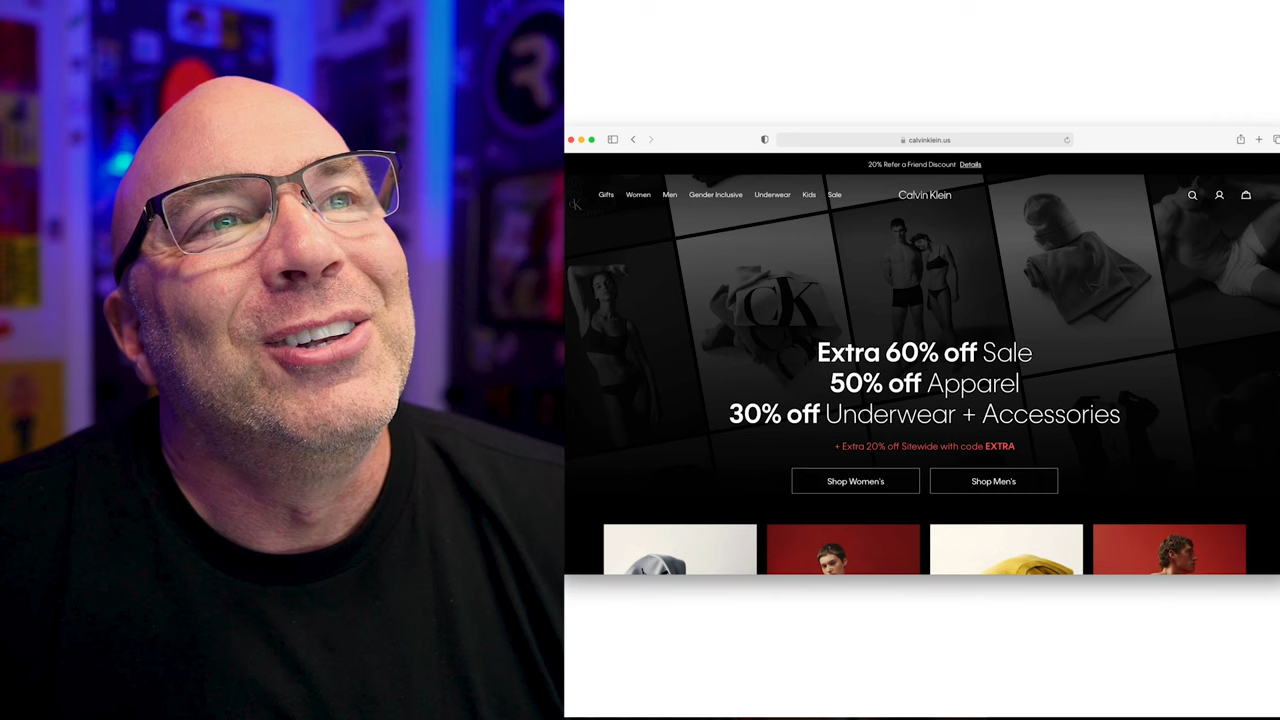 calvinklein.us
20% Refer a Friend Discount Details
Gifts Women Men Gender Inclusive Underwear Kids Sale Calvin Klein
CK
Extra 60% off Sale
50% off Apparel
30% off Underwear + Accessories
+ Extra 20% off Sitewide with code EXTRA
Shop Women's Shop Men's